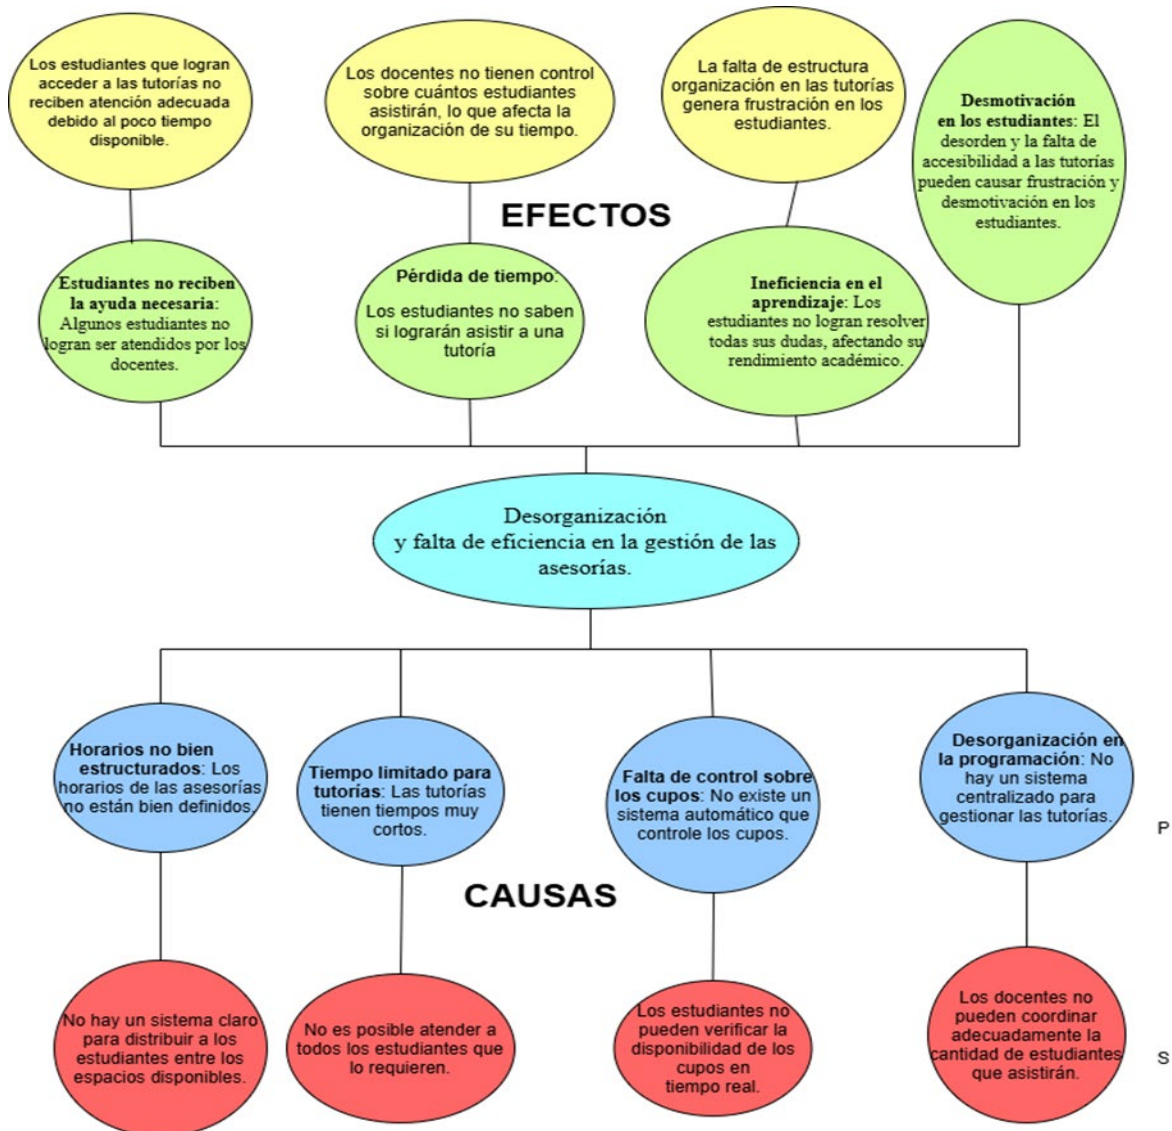 Los estudiantes que logran
acceder a las tutorías no
reciben atención adecuada
debido al poco tiempo
disponible.
Los docentes no tienen control
sobre cuántos estudiantes
asistirán, lo que afecta la
organización de su tiempo.
La falta de estructura
organización en las tutorías
genera frustración en los
estudiantes.
Desmotivación
en los estudiantes: El
desorden y la falta de
accesibilidad a las tutorías
pueden causar frustración y
desmotivación en los
estudiantes.
EFECTOS
Estudiantes no reciben
la ayuda necesaria:
Algunos estudiantes no
logran ser atendidos por los
docentes.
Pérdida de tiempo:
Los estudiantes no saben
si lograrán asistir a una
tutoría
Ineficiencia en el
aprendizaje: Los
estudiantes no logran resolver
todas sus dudas, afectando su
rendimiento académico.
Desorganización
y falta de eficiencia en la gestión de las
asesorías.
Horarios no bien
estructurados: Los
horarios de las asesorías
no están bien definidos.
Tiempo limitado para
tutorías: Las tutorías
tienen tiempos muy
cortos.
Falta de control sobre
los cupos: No existe un
sistema automático que
controle los cupos.
Desorganización en
la programación: No
hay un sistema
centralizado para
gestionar las tutorías.
P
CAUSAS
No hay un sistema claro
para distribuir a los
estudiantes entre los
espacios disponibles.
No es posible atender a
todos los estudiantes que
lo requieren.
Los estudiantes no
pueden verificar la
disponibilidad de los
cupos en
tiempo real.
Los docentes no
pueden coordinar
adecuadamente la
cantidad de estudiantes
que asistirán.
S